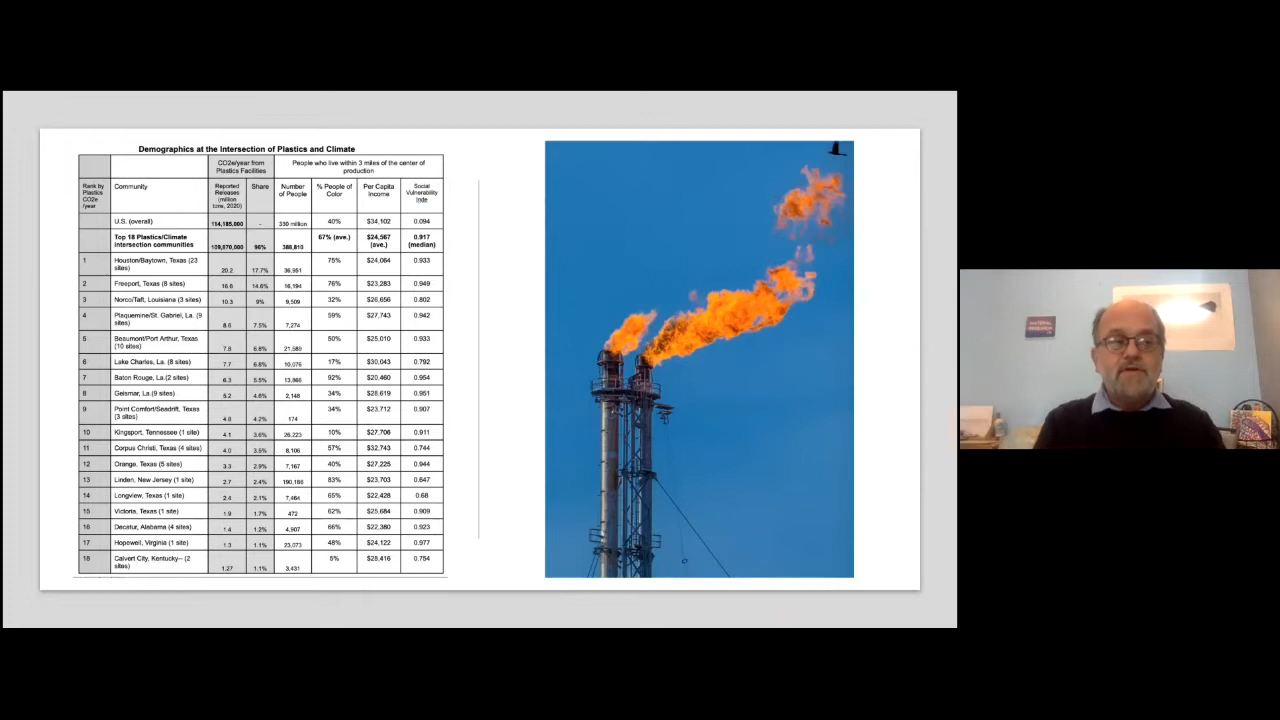 Demographics at the Intersection of Plastics and Climate
CO2e/year from Plastics Facilities
People who live within 3 miles of the center of production
Rank by Plastics CO2e /year
Community
Reported Releases (million tons, 2020)
Share
Number of People
% People of Color
Per Capita Income
Social Vulnerability Inde
U.S. (overall) 114,185,000 - 330 million 40% $34,102 0.094
Top 18 Plastics/Climate intersection communities 109,870,000 96% 388,810 67% (ave.) $24,567 (ave.) 0.917 (median)
1 Houston/Baytown, Texas (23 sites) 20.2 17.7% 36,951 75% $24,064 0.933
2 Freeport, Texas (8 sites) 16.6 14.6% 16,194 76% $23,283 0.949
3 Norco/Taft, Louisiana (3 sites) 10.3 9% 9,509 32% $26,656 0.802
4 Plaquemine/St. Gabriel, La. (9 sites) 8.6 7.5% 7,274 59% $27,743 0.942
5 Beaumont/Port Arthur, Texas (10 sites) 7.8 6.8% 21,589 50% $25,010 0.933
6 Lake Charles, La. (8 sites) 7.7 6.8% 10,076 17% $30,043 0.792
7 Baton Rouge, La.(2 sites) 6.3 5.5% 13,866 92% $20,460 0.954
8 Geismar, La.(9 sites) 5.2 4.6% 2,148 34% $28,619 0.951
9 Point Comfort/Seadrift, Texas (3 sites) 4.8 4.2% 174 34% $23,712 0.907
10 Kingsport, Tennessee (1 site) 4.1 3.6% 26,223 10% $27,706 0.911
11 Corpus Christi, Texas (4 sites) 4.0 3.5% 8,106 57% $32,743 0.744
12 Orange, Texas (5 sites) 3.3 2.9% 7,167 40% $27,225 0.944
13 Linden, New Jersey (1 site) 2.7 2.4% 190,186 83% $23,703 0.647
14 Longview, Texas (1 site) 2.4 2.1% 7,464 65% $22,428 0.68
15 Victoria, Texas (1 site) 1.9 1.7% 472 62% $25,684 0.909
16 Decatur, Alabama (4 sites) 1.4 1.2% 4,907 66% $22,380 0.923
17 Hopewell, Virginia (1 site) 1.3 1.1% 23,073 48% $24,122 0.977
18 Calvert City, Kentucky-- (2 sites) 1.27 1.1% 3,431 5% $28,416 0.754
MATERIAL
RESEARCH